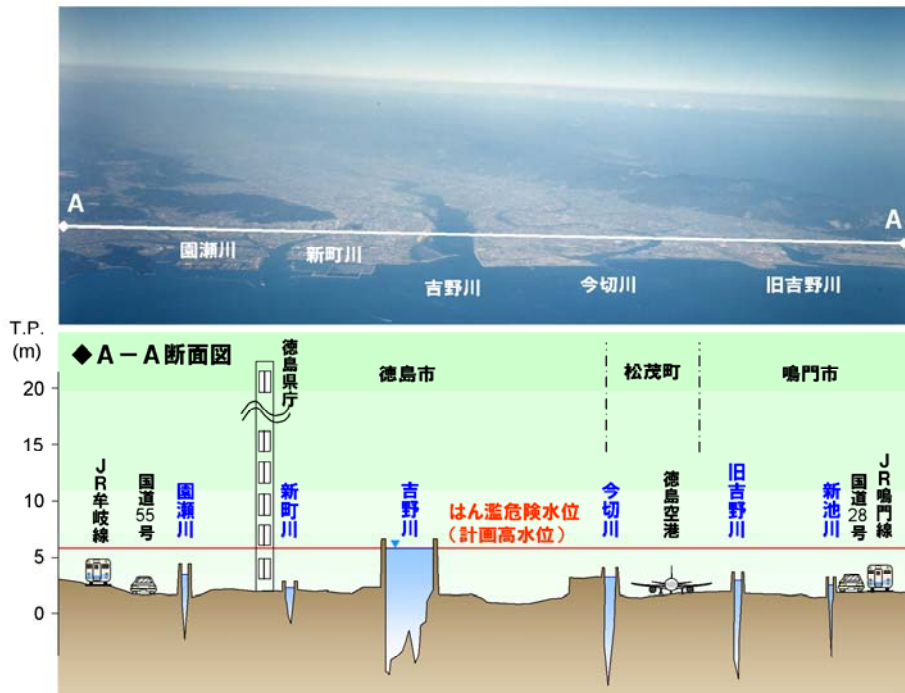 A
A
園瀬川
新町川
吉野川
今切川
旧吉野川
T.P.
(m)
◆A－A断面図
徳島県庁
徳島市
松茂町
鳴門市
20
15
10
5
0
JR牟岐線
国道55号
園瀬川
新町川
吉野川
はん濫危険水位
（計画高水位）
今切川
徳島空港
旧吉野川
新池川
国道28号
JR鳴門線